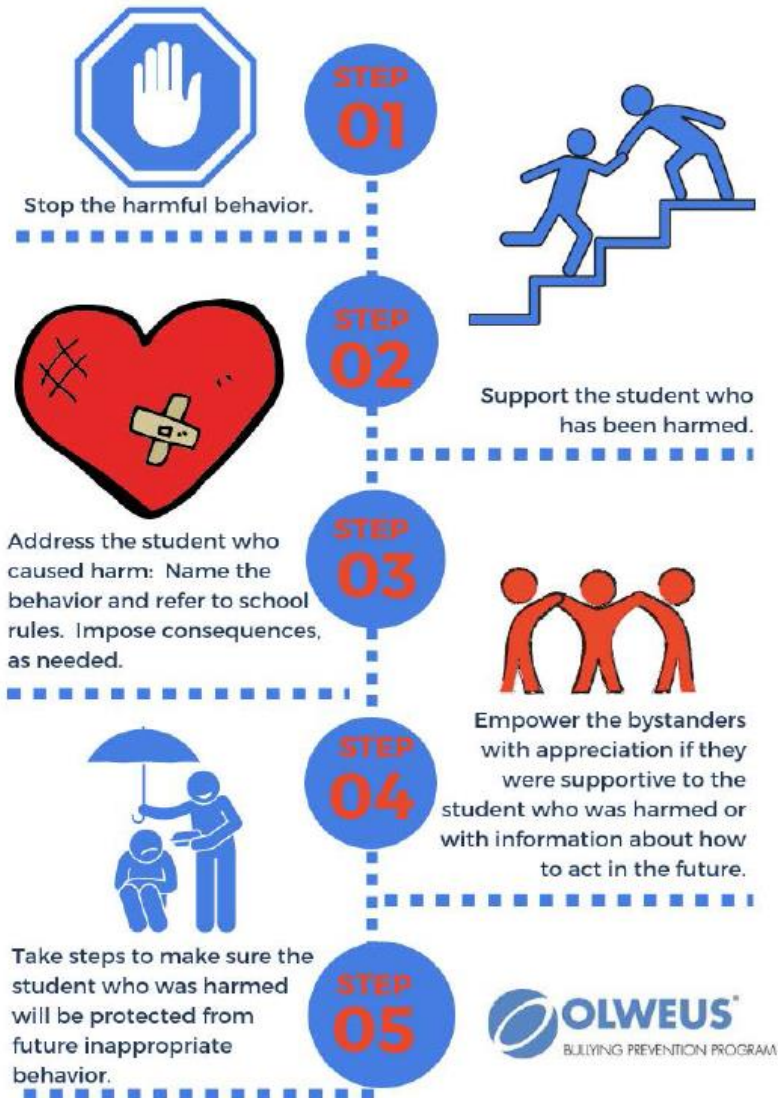 STEP
01
Stop the harmful behavior.
STEP
02
Support the student who
has been harmed.
STEP
03
Address the student who
caused harm: Name the
behavior and refer to school
rules. Impose consequences,
as needed.
STEP
04
Empower the bystanders
with appreciation if they
were supportive to the
student who was harmed or
with information about how
to act in the future.
STEP
05
Take steps to make sure the
student who was harmed
will be protected from
future inappropriate
behavior.
OLWEUS®
BULLYING PREVENTION PROGRAM